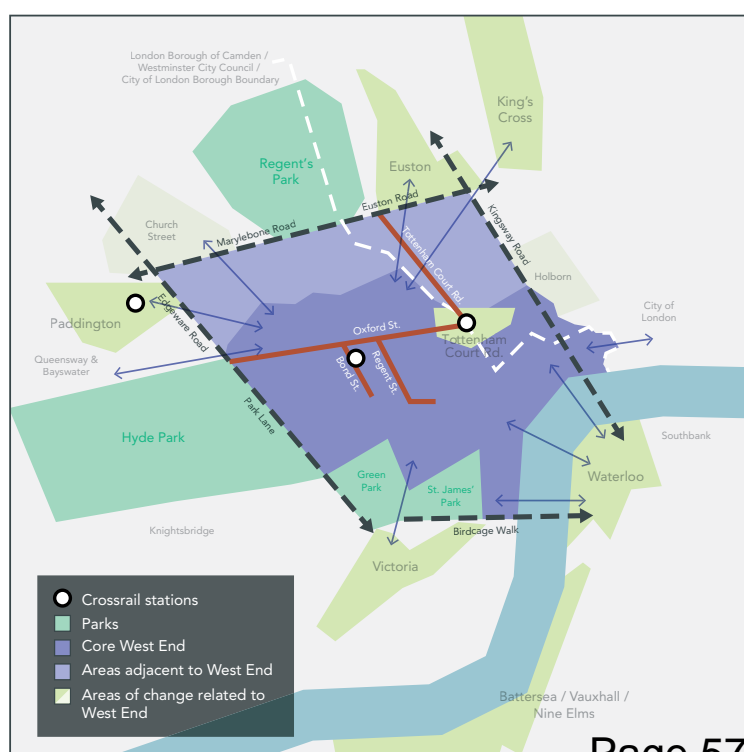 London Borough of Camden /
Westminster City Council /
City of London Borough Boundary
King's
Cross
Regent's
Park
Euston
Euston Road
Marylebone Road
Church
Street
Kingsway Road
Tottenham Court Rd.
Holborn
Paddington
Edgeware Road
Oxford St.
Tottenham
Court Rd.
City of
London
Queensway &
Bayswater
Bond St.
Regent St.
Park Lane
Hyde Park
Southbank
Green
Park
St. James'
Park
Waterloo
Knightsbridge
Birdcage Walk
Victoria
Crossrail stations
Parks
Core West End
Areas adjacent to West End
Areas of change related to
West End
Battersea / Vauxhall /
Nine Elms
Page 57